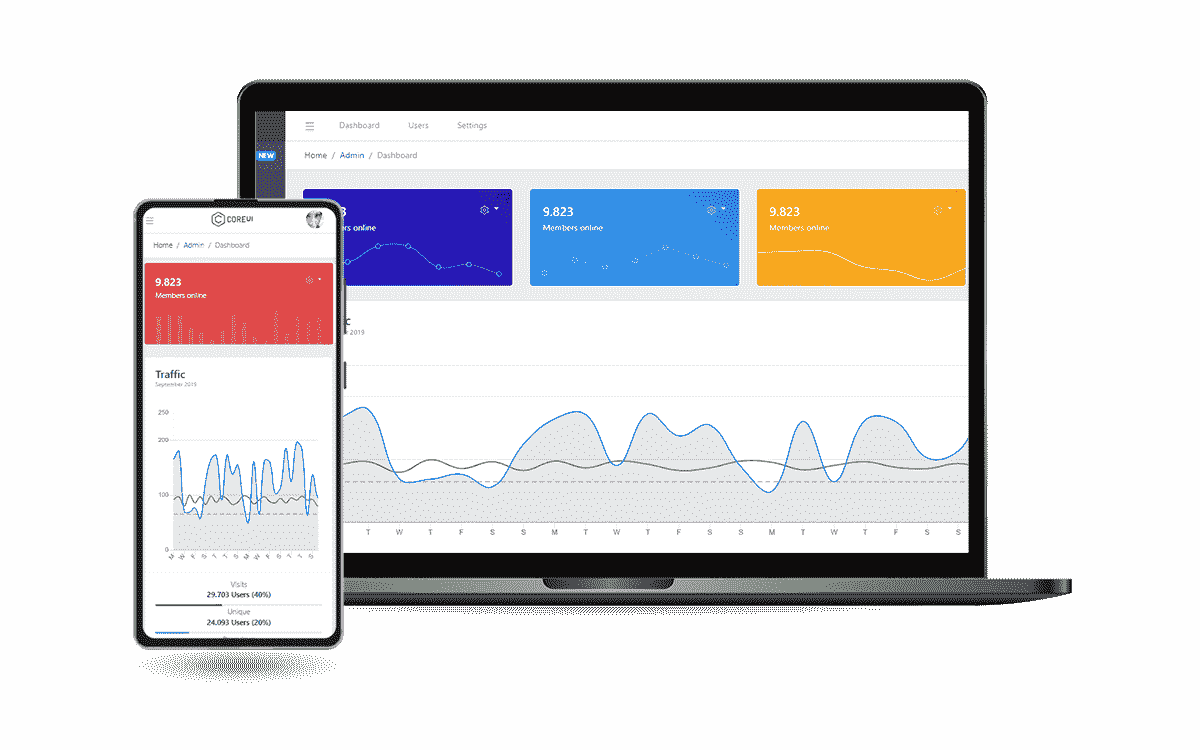 Dashboard Users Settings
NEW
Home / Admin / Dashboard
3
rs online
9.823
Members online
9.823
Members online
c
r 2019
T W T F S S M T W T F S S M T W T F S S
COREUI
Home / Admin / Dashboard
9.823
Members online
Traffic
September 2019
250
200
100
0
M W F S T T S M W F S T T S
Visits
29.703 Users (40%)
Unique
24.093 Users (20%)